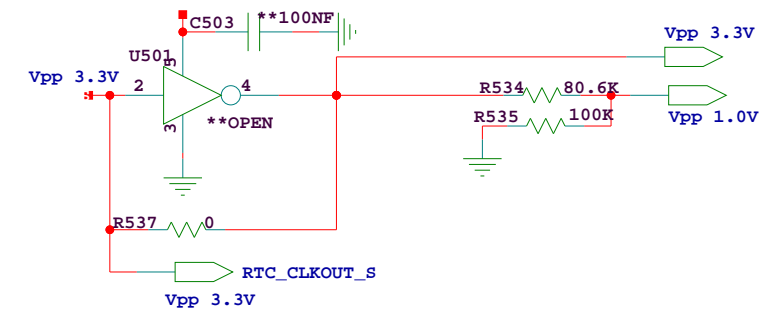 C503 **100NF
Vpp 3.3V
U501
5
Vpp 3.3V
2
4
R534 80.6K
3
**OPEN
R535 100K
Vpp 1.0V
R537 0
RTC_CLKOUT_S
Vpp 3.3V